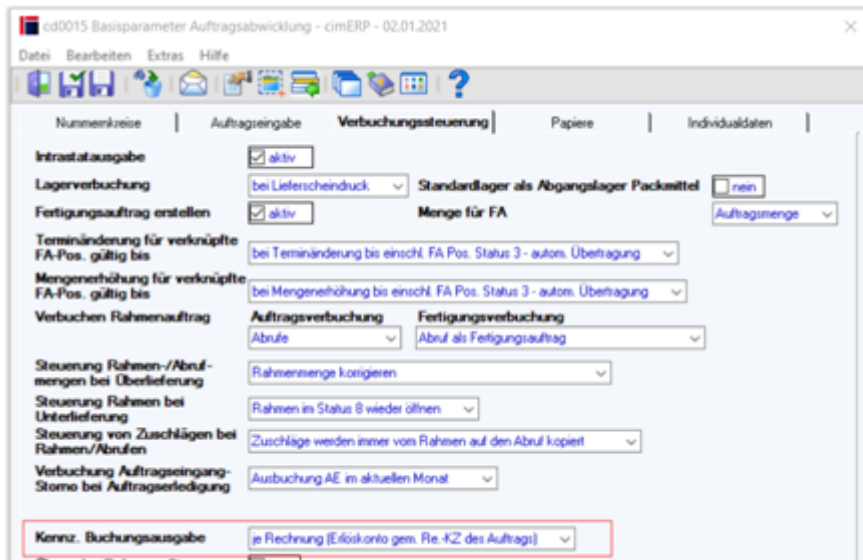 cd0015 Basisparameter Auftragsabwicklung - cimERP - 02.01.2021
Datei Bearbeiten Extras Hilfe
Nummernkreise Auftragseingabe Verbuchungssteuerung Papiere Individualdaten
Intrastatausgabe aktiv
Lagerverbuchung bei Lieferscheindruck Standardlager als Abgangslager Packmittel nein
Fertigungsauftrag erstellen aktiv Menge für FA Auftragsmenge
Terminänderung für verknüpfte
FA-Pos. gültig bis bei Terminänderung bis einschl. FA Pos. Status 3 - autom. Übertragung
Mengenerhöhung für verknüpfte
FA-Pos. gültig bis bei Mengenerhöhung bis einschl. FA Pos. Status 3 - autom. Übertragung
Verbuchen Rahmenauftrag Auftragsverbuchung Fertigungsverbuchung
Abrufe Abruf als Fertigungsauftrag
Steuerung Rahmen-/Abruf-
mengen bei Überlieferung Rahmenmenge korrigieren
Steuerung Rahmen bei
Unterlieferung Rahmen im Status 8 wieder öffnen
Steuerung von Zuschlägen bei
Rahmen/Abrufen Zuschläge werden immer vom Rahmen auf den Abruf kopiert
Verbuchung Auftragseingang-
Storno bei Auftragserledigung Ausbuchung AE im aktuellen Monat
Kennz. Buchungsausgabe je Rechnung (Erlöskonto gem. Re.-KZ des Auftrags)